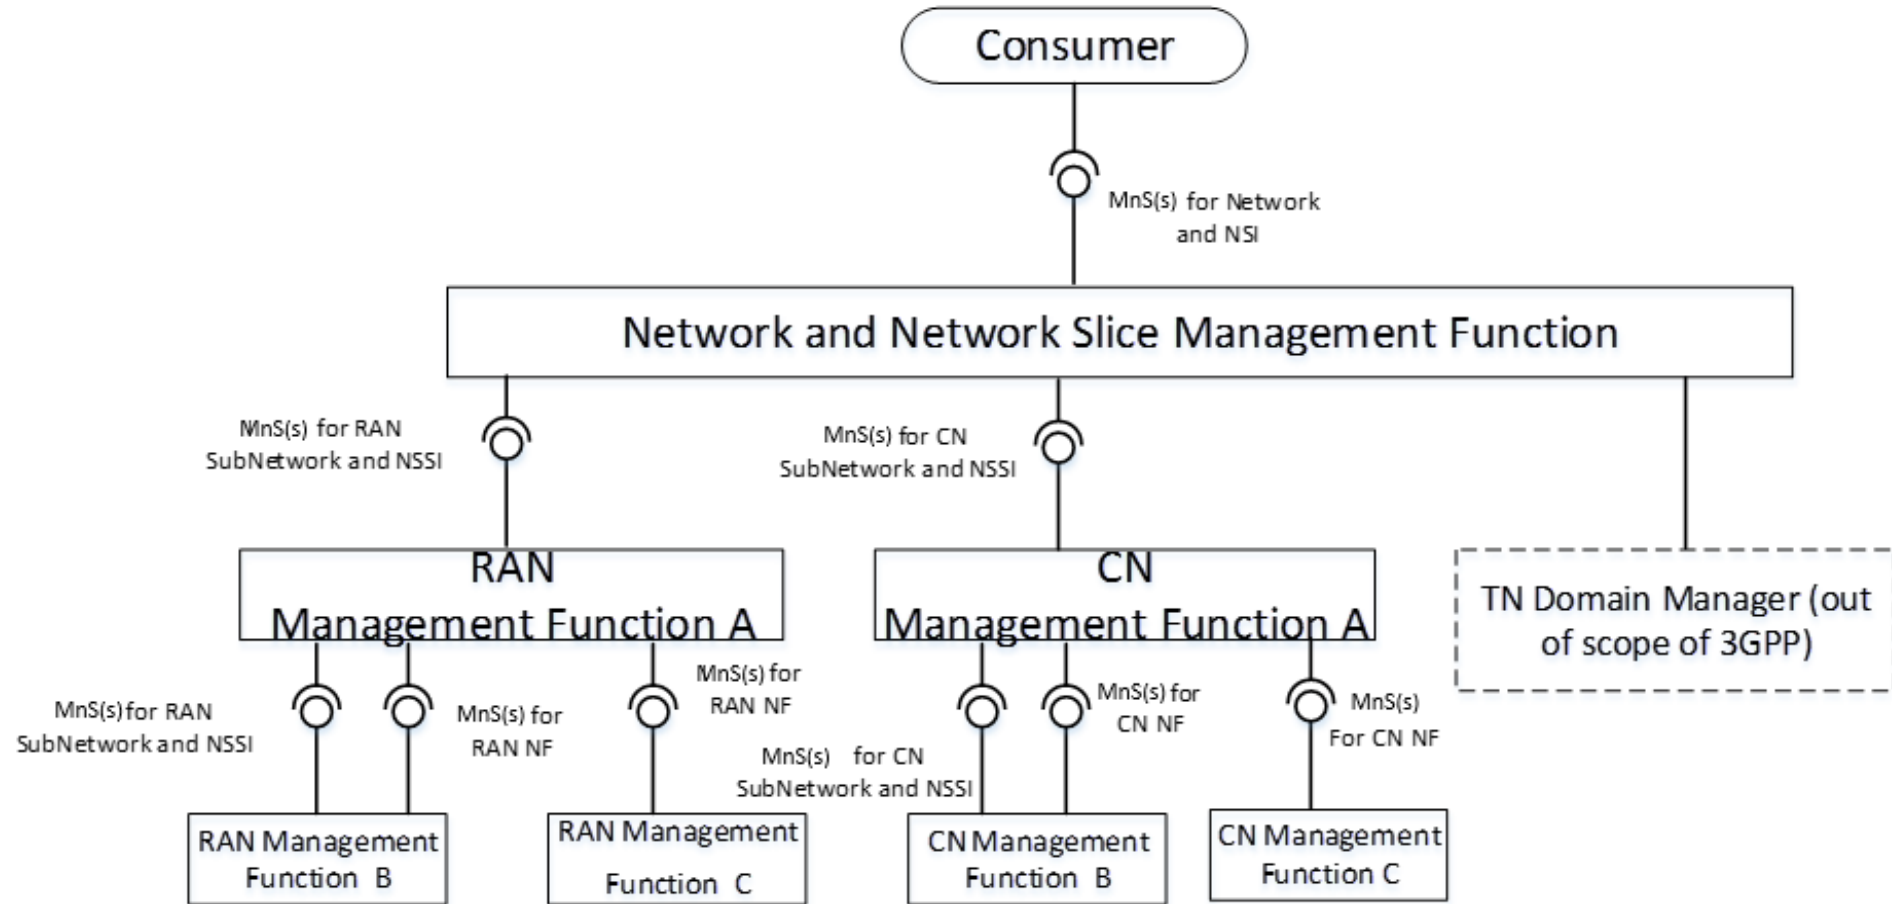 Consumer
MnS(s) for Network
and NSI
Network and Network Slice Management Function
MnS(s) for RAN
SubNetwork and NSSI
MnS(s) for CN
SubNetwork and NSSI
RAN
Management Function A
CN
Management Function A
TN Domain Manager (out
of scope of 3GPP)
MnS(s) for RAN
SubNetwork and NSSI
MnS(s) for
RAN NF
MnS(s) for
RAN NF
MnS(s) for CN
SubNetwork and NSSI
MnS(s) for
CN NF
MnS(s)
For CN NF
RAN Management
Function B
RAN Management
Function C
CN Management
Function B
CN Management
Function C